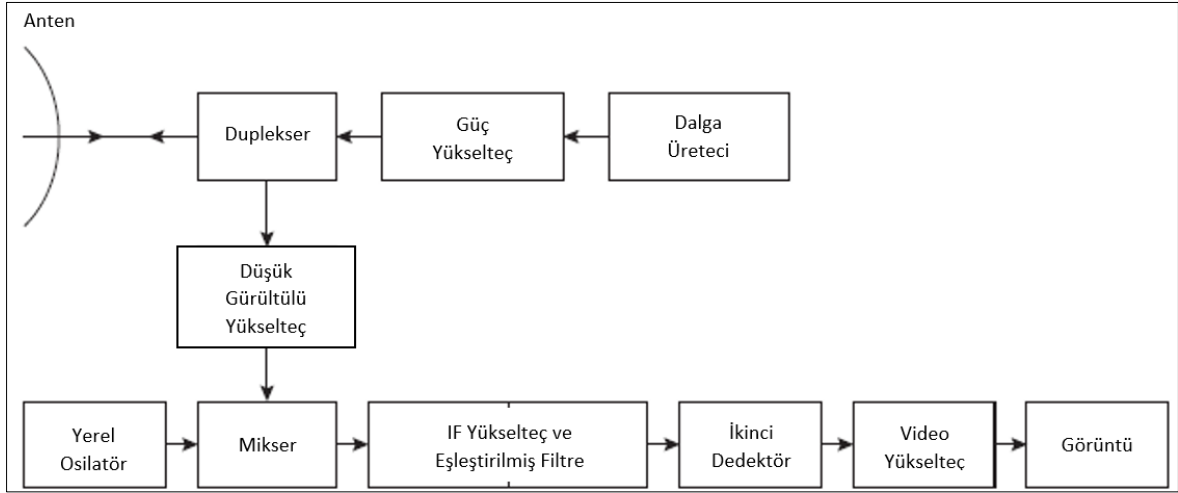 Anten
Duplekser
Güç
Yükselteç
Dalga
Üreteci
Düşük
Gürültülü
Yükselteç
Yerel
Osilatör
Mikser
IF Yükselteç ve
Eşleştirilmiş Filtre
İkinci
Dedektör
Video
Yükselteç
Görüntü